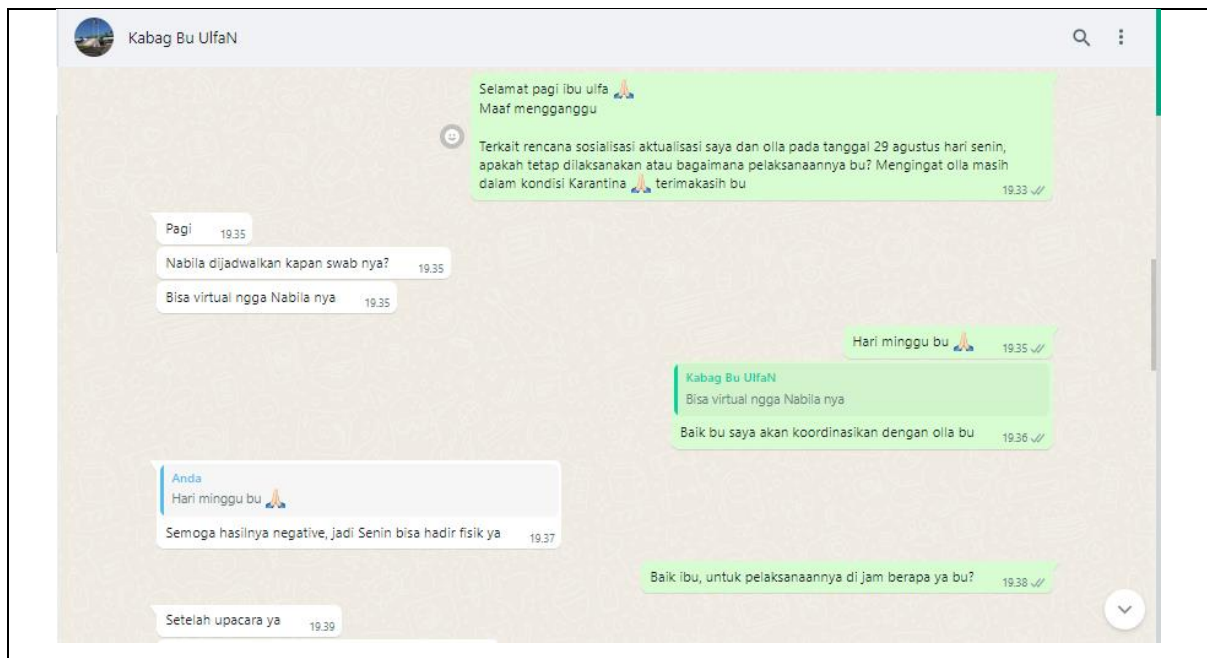 Kabag Bu UlfaN
Selamat pagi ibu ulfa 🙏🏻
Maaf mengganggu
Terkait rencana sosialisasi aktualisasi saya dan olla pada tanggal 29 agustus hari senin,
apakah tetap dilaksanakan atau bagaimana pelaksanaannya bu? Mengingat olla masih
dalam kondisi Karantina 🙏🏻 terimakasih bu
19.33
Pagi 19.35
Nabila dijadwalkan kapan swab nya? 19.35
Bisa virtual ngga Nabila nya 19.35
Hari minggu bu 🙏🏻 19.35
Kabag Bu UlfaN
Bisa virtual ngga Nabila nya
Baik bu saya akan koordinasikan dengan olla bu 19.36
Anda
Hari minggu bu 🙏🏻
Semoga hasilnya negative, jadi Senin bisa hadir fisik ya 19.37
Baik ibu, untuk pelaksanaannya di jam berapa ya bu? 19.38
Setelah upacara ya 19.39